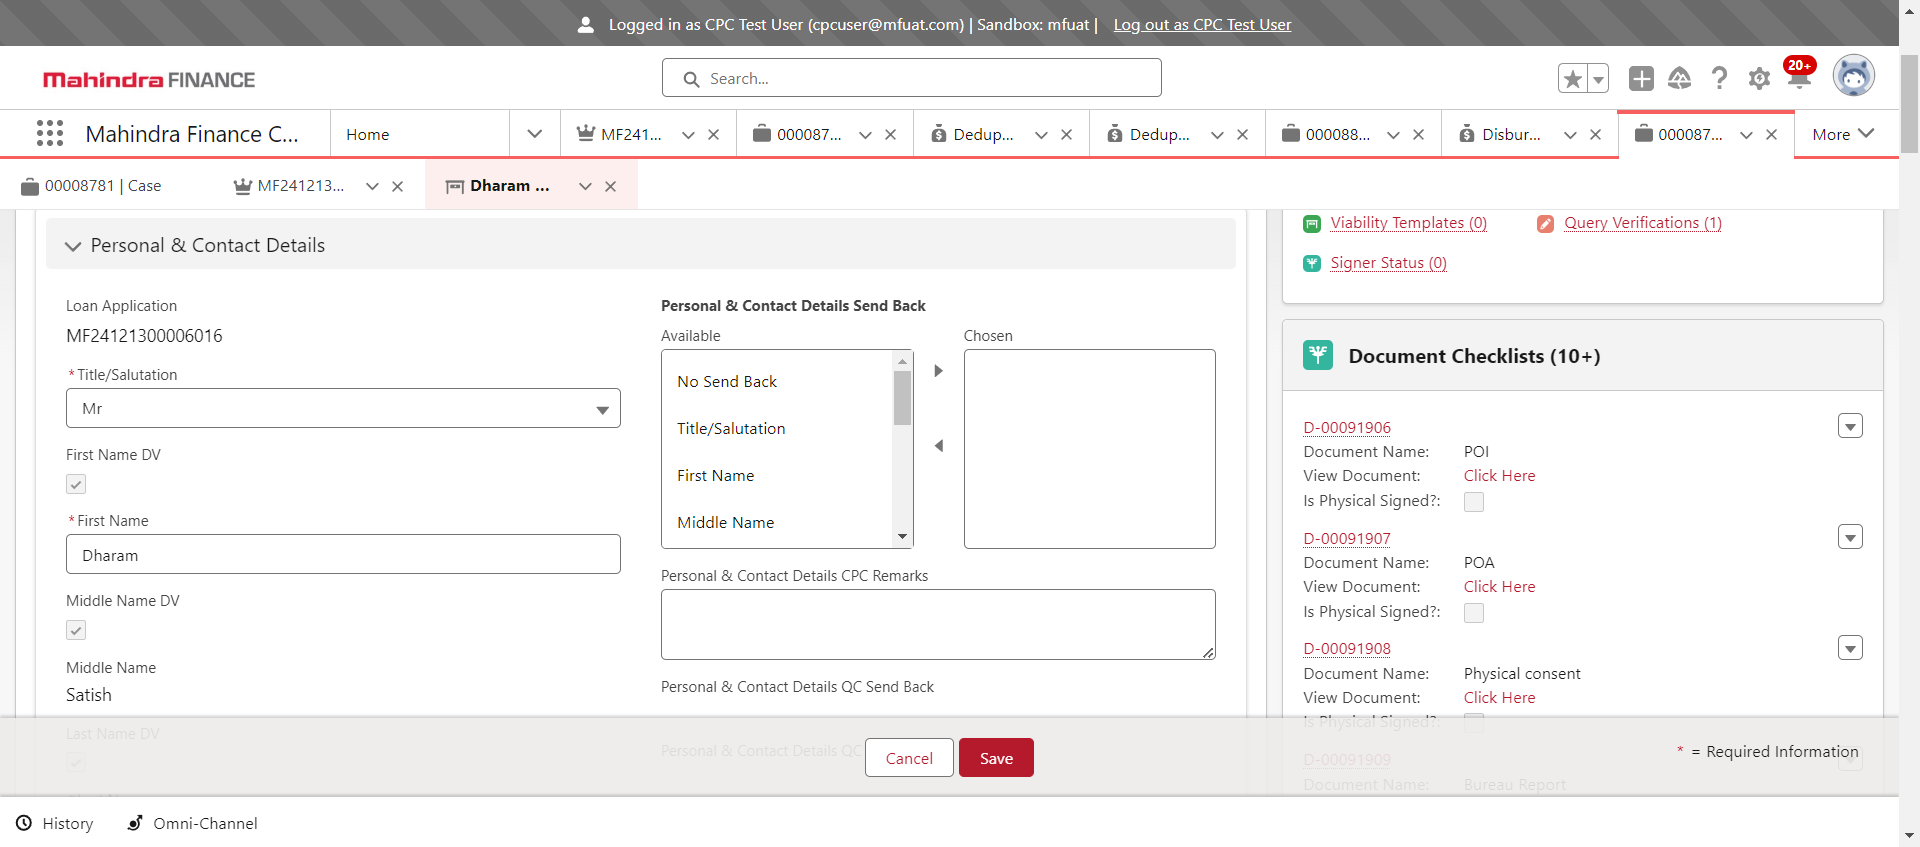 Logged in as CPC Test User (cpcuser@mfuat.com) | Sandbox: mfuat | Log out as CPC Test User
Mahindra FINANCE
Search...
20+
Mahindra Finance C...
Home
MF241...
000087...
Dedup...
Dedup...
000088...
Disbur...
000087...
More
00008781 | Case
MF241213...
Dharam ...
Personal & Contact Details
Loan Application
MF24121300006016
*Title/Salutation
Mr
First Name DV
*First Name
Dharam
Middle Name DV
Middle Name
Satish
Last Name DV
Personal & Contact Details Send Back
Available
Chosen
No Send Back
Title/Salutation
First Name
Middle Name
Personal & Contact Details CPC Remarks
Personal & Contact Details QC Send Back
Personal & Contact Details QC
Cancel
Save
* = Required Information
Viability Templates (0)
Query Verifications (1)
Signer Status (0)
Document Checklists (10+)
D-00091906
Document Name: POI
View Document: Click Here
Is Physical Signed?:
D-00091907
Document Name: POA
View Document: Click Here
Is Physical Signed?:
D-00091908
Document Name: Physical consent
View Document: Click Here
Is Physical Signed?:
D-00091909
Document Name: Bureau Report
History
Omni-Channel